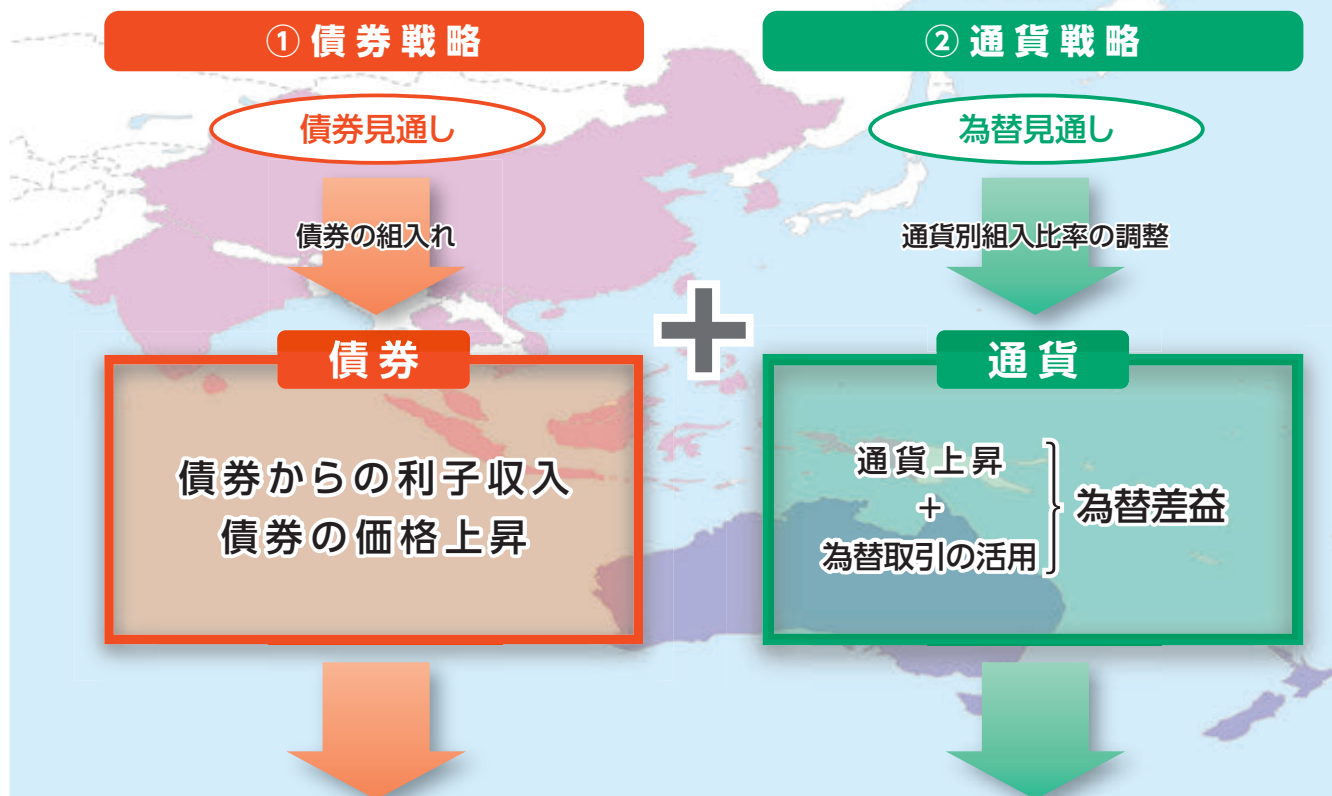 ①債券戦略
債券見通し
債券の組入れ
債券
債券からの利子収入
債券の価格上昇
+
②通貨戦略
為替見通し
通貨別組入比率の調整
通貨
通貨上昇
+
為替取引の活用
為替差益